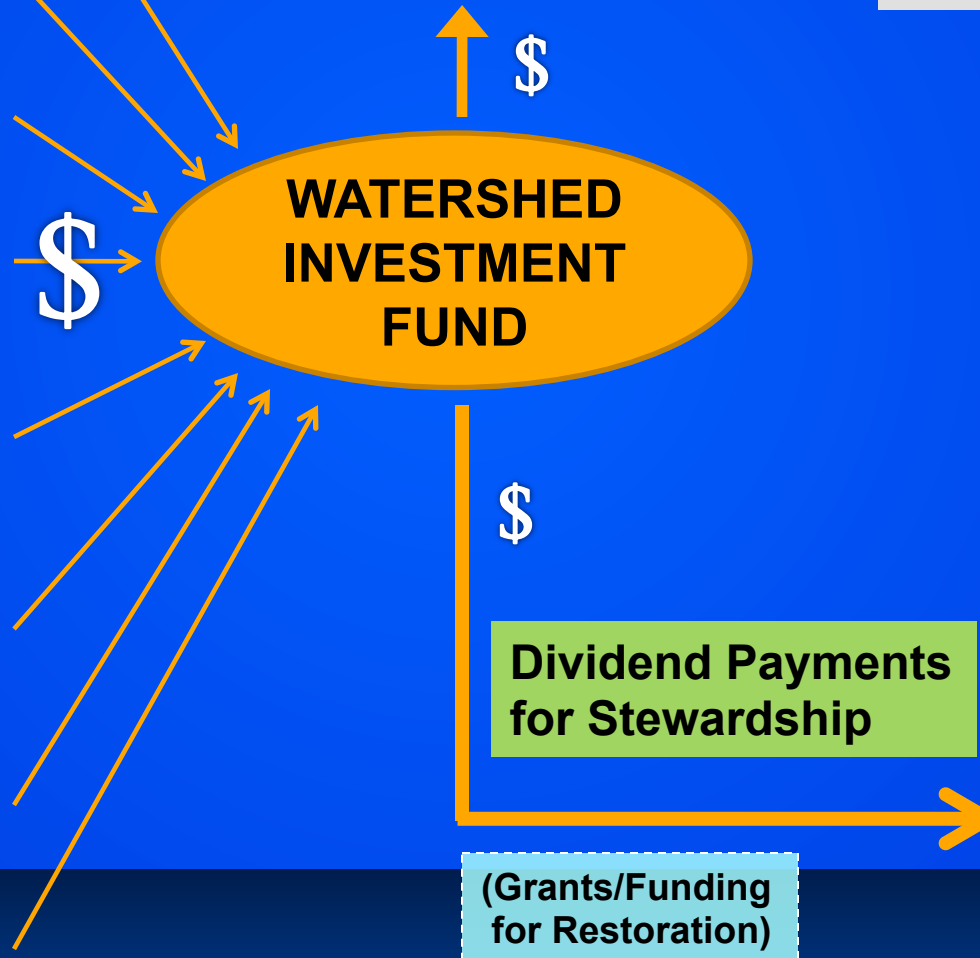 $
WATERSHED
INVESTMENT
FUND
$
$
Dividend Payments
for Stewardship
(Grants/Funding
for Restoration)